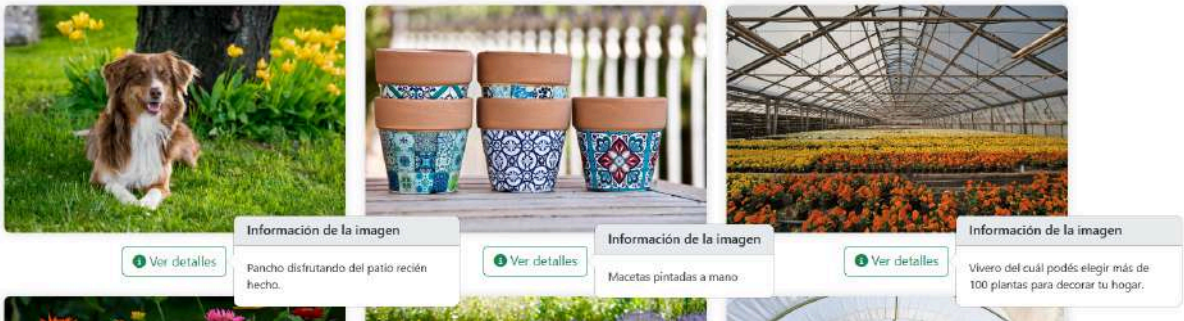 Información de la imagen
Ver detalles
Pancho disfrutando del patio recién
hecho.
Información de la imagen
Ver detalles
Macetas pintadas a mano
Información de la imagen
Ver detalles
Vivero del cuál podés elegir más de
100 plantas para decorar tu hogar.